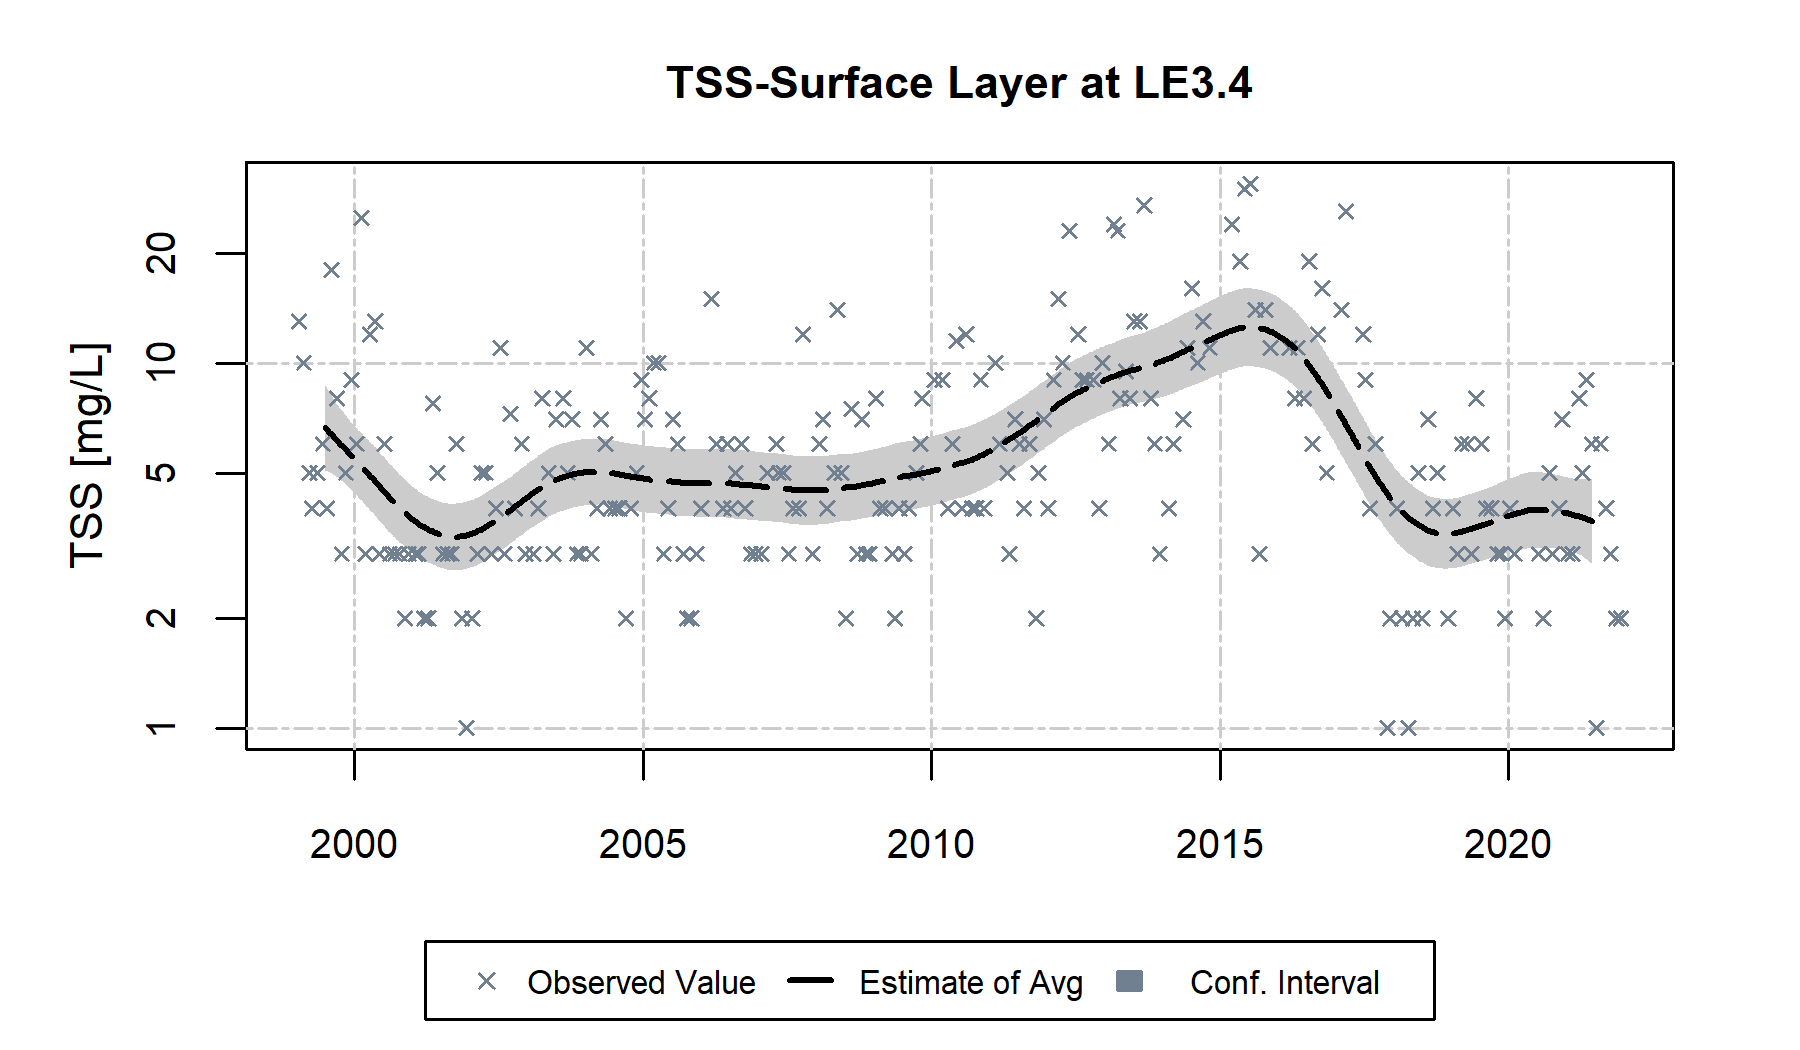 TSS-Surface Layer at LE3.4
TSS [mg/L]
20
10
5
2
1
2000 2005 2010 2015 2020
Observed Value Estimate of Avg Conf. Interval